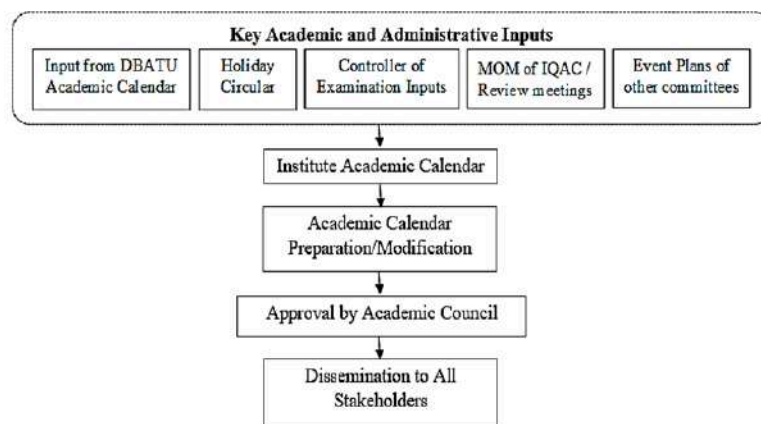 Key Academic and Administrative Inputs
Input from DBATU
Academic Calendar
Holiday
Circular
Controller of
Examination Inputs
MOM of IQAC /
Review meetings
Event Plans of
other committees
Institute Academic Calendar
Academic Calendar
Preparation/Modification
Approval by Academic Council
Dissemination to All
Stakeholders